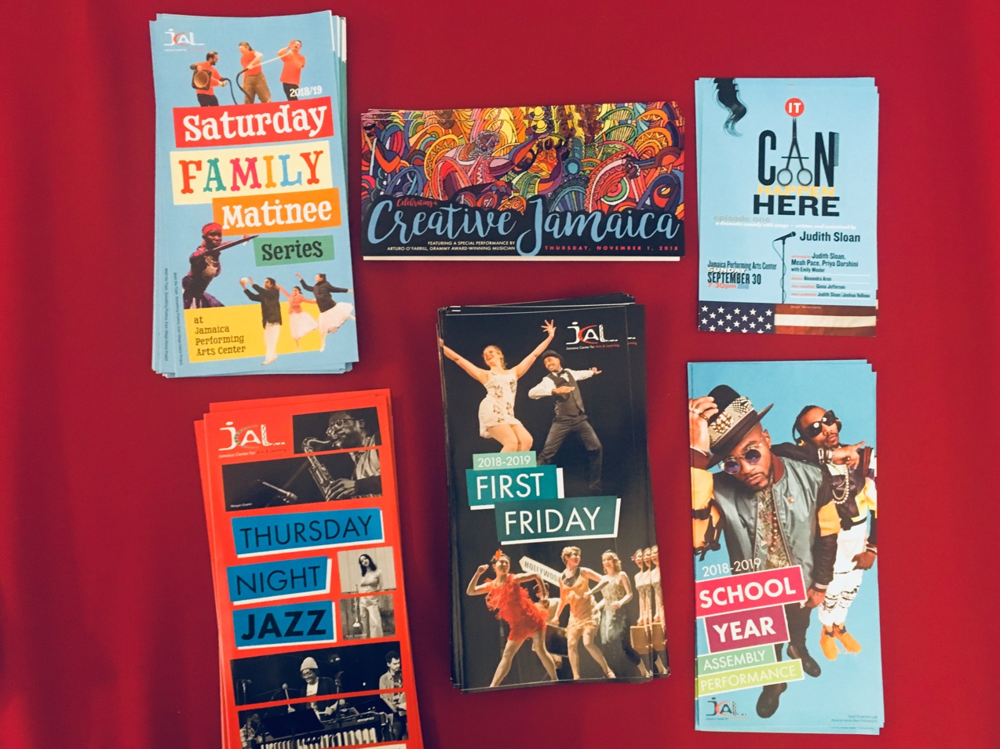 JCAL
2018/19
Saturday
FAMILY
Matinee
Series
at
Jamaica
Performing
Arts Center
Celebrating a
Creative Jamaica
FEATURING A SPECIAL PERFORMANCE BY
ARTURO O'FARRILL, GRAMMY AWARD-WINNING MUSICIAN
THURSDAY, NOVEMBER 1, 2018
IT
CAN
HAPPEN
HERE
episode one
a dramatic comedy with songs - written and performed by
Judith Sloan
Judith Sloan,
Meah Pace, Priya Darshini
with Emily Wexler
Alexandra Aron
Gema Jefferson
Judith Sloan/Joshua Valleau
Jamaica Performing Arts Center
SUNDAY
SEPTEMBER 30
7:30pm 2018
JCAL
Jamaica Center for Arts & Learning
THURSDAY
NIGHT
JAZZ
JCAL
Jamaica Center for Arts & Learning
2018-2019
FIRST
FRIDAY
HOLLYWOOD
2018-2019
SCHOOL
YEAR
ASSEMBLY
PERFORMANCE
JCAL